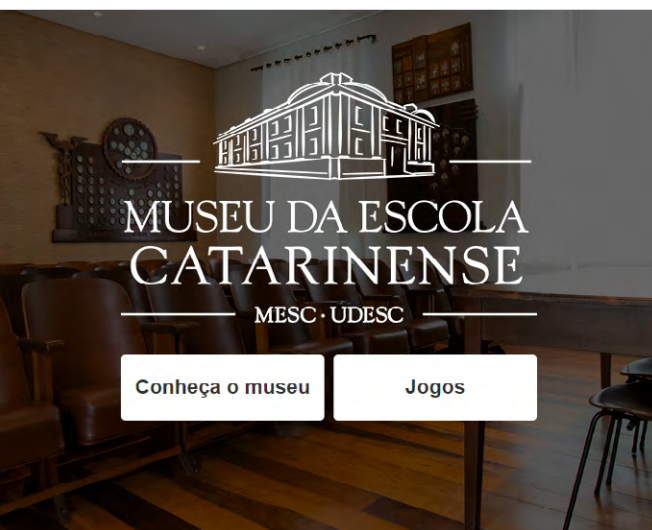 MUSEU DA ESCOLA
CATARINENSE
MESC · UDESC
Conheça o museu
Jogos